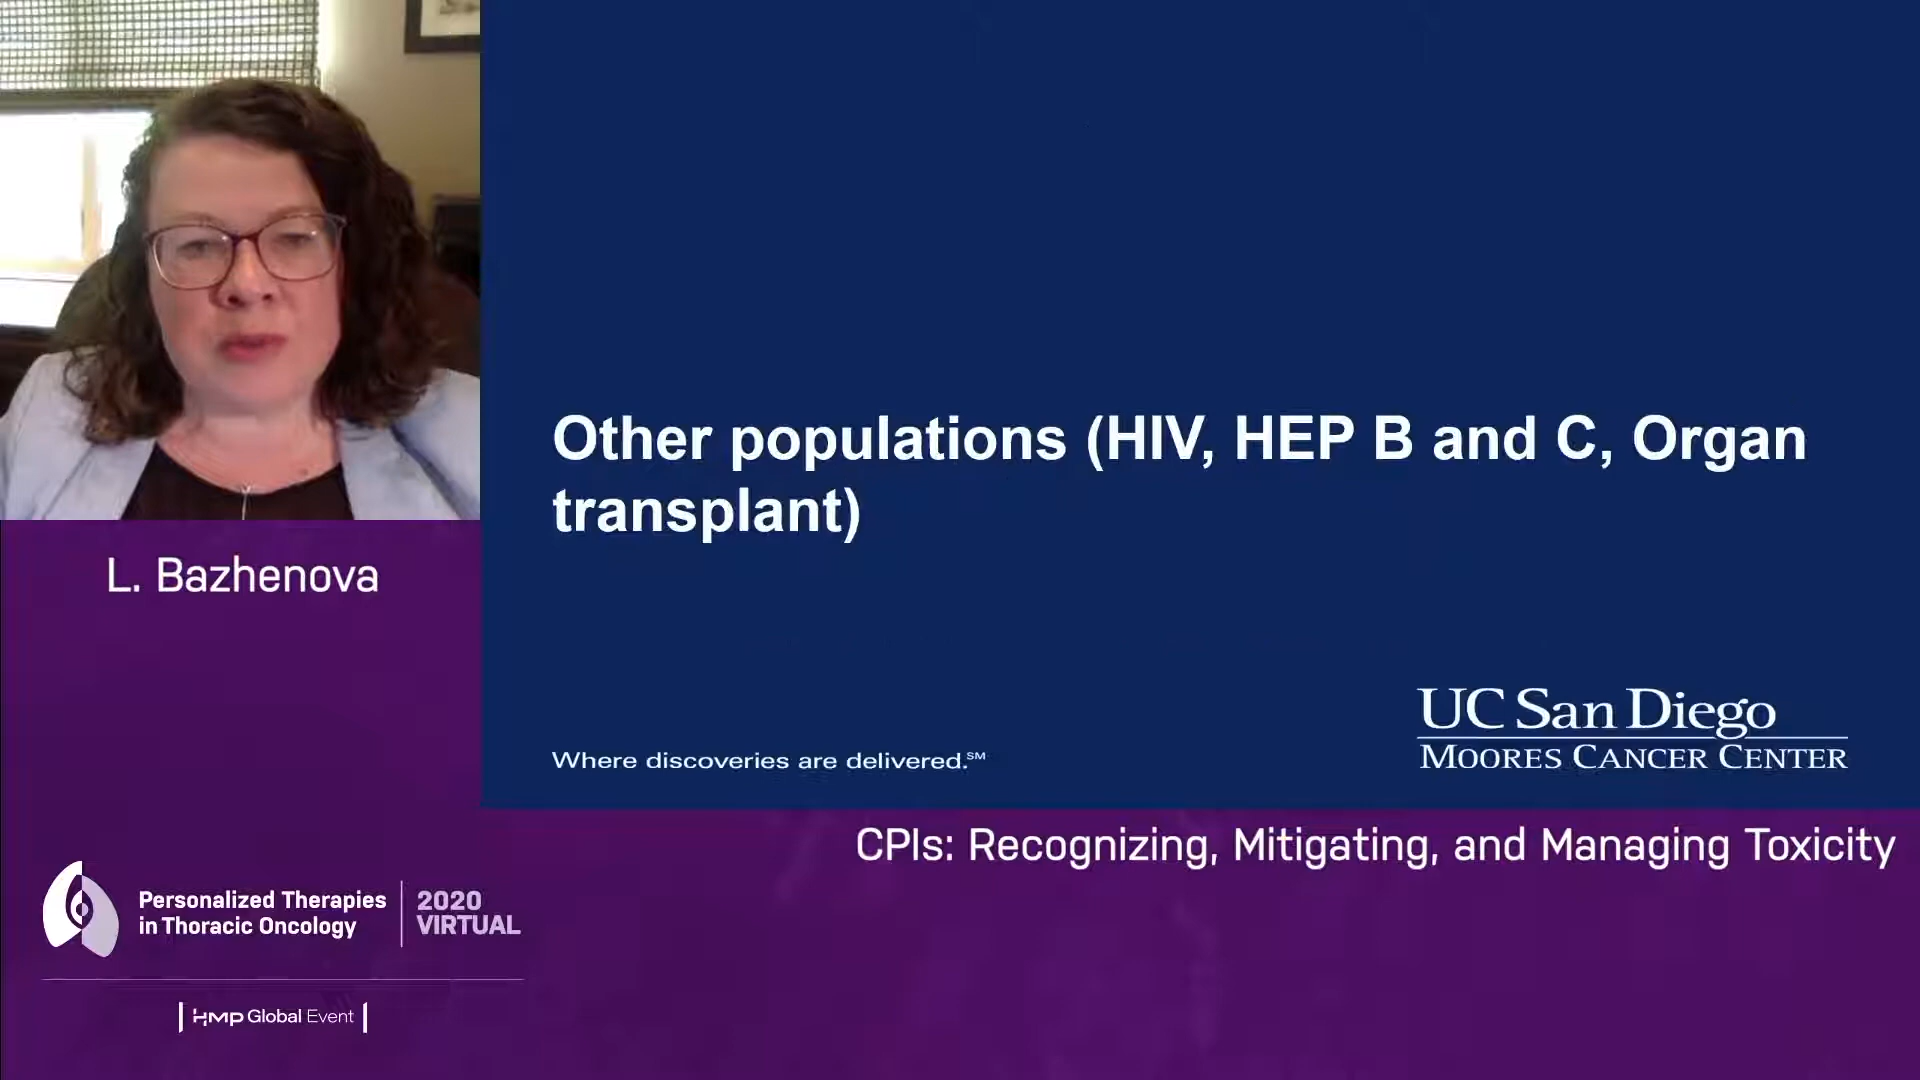 Other populations (HIV, HEP B and C, Organ
transplant)
L. Bazhenova
UC San Diego
MOORES CANCER CENTER
Where discoveries are delivered.℠
CPIs: Recognizing, Mitigating, and Managing Toxicity
Personalized Therapies
in Thoracic Oncology
2020
VIRTUAL
HMP Global Event